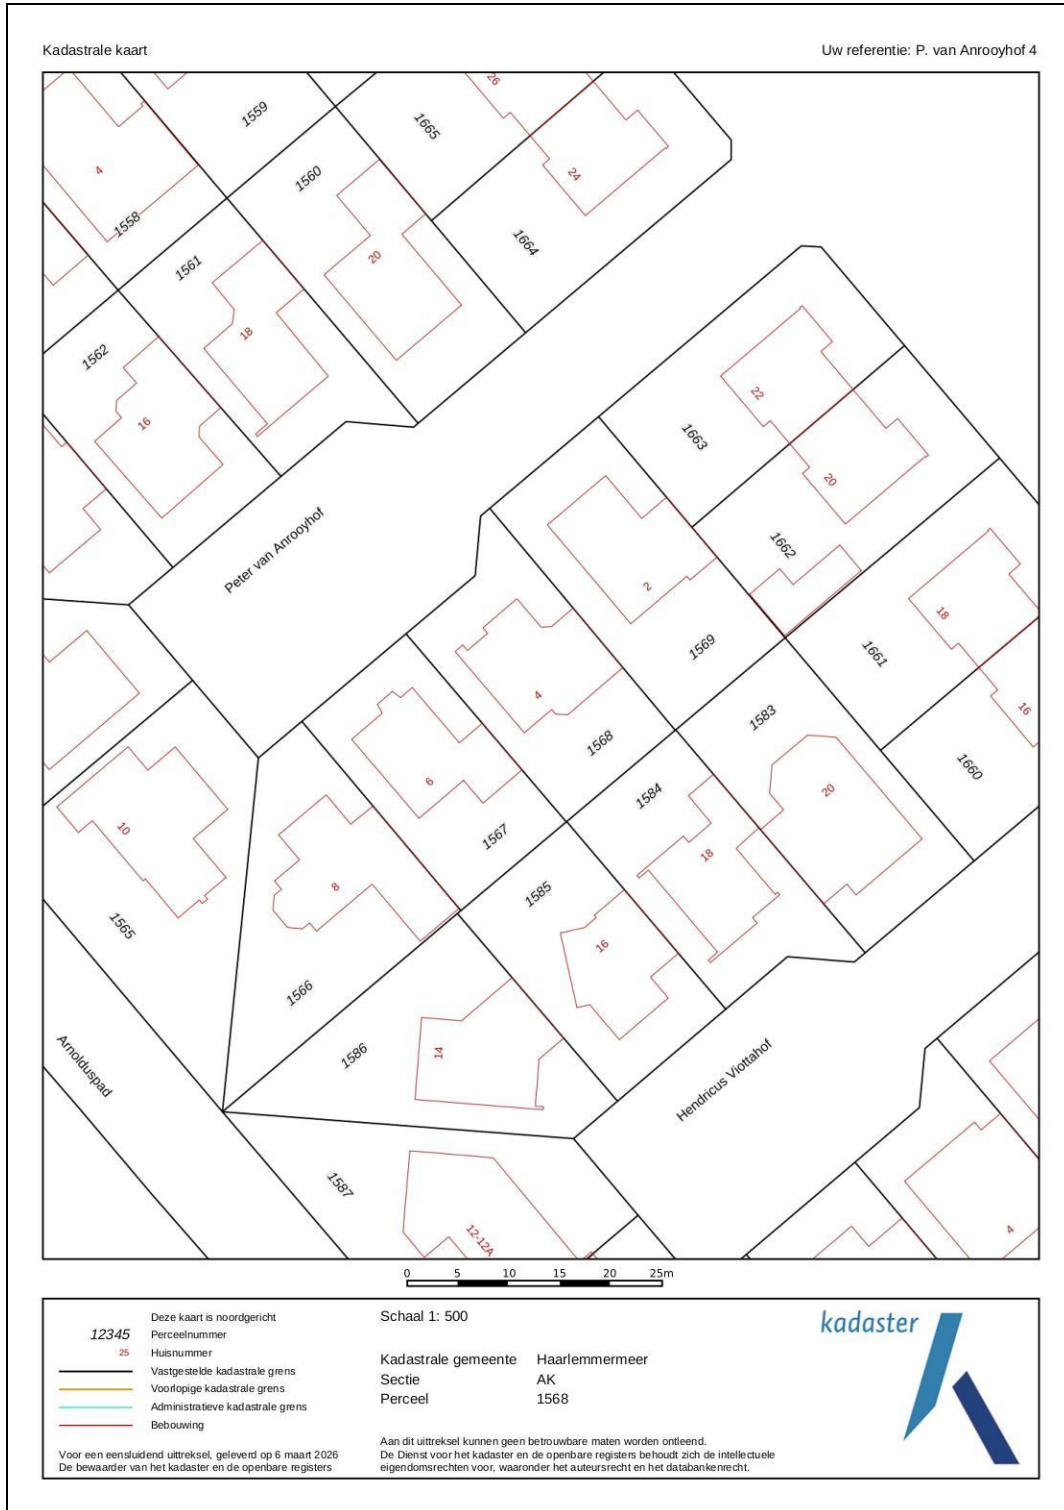 Kadastrale kaart
Uw referentie: P. van Anrooyhof 4
26
1559
1665
4
1560
24
1558
1664
20
1561
18
1562
22
16
1663
20
Peter van Anrooyhof
1662
2
18
1569
1661
4
16
1583
1568
1660
6
1584
20
10
1567
18
8
1585
1565
16
1566
14
1586
Arnolduspad
Hendricus Viottahof
1587
12-12A
4
0 5 10 15 20 25m
Deze kaart is noordgericht
12345 Perceelnummer
25 Huisnummer
Vastgestelde kadastrale grens
Voorlopige kadastrale grens
Administratieve kadastrale grens
Bebouwing
Voor een eensluidend uittreksel, geleverd op 6 maart 2026
De bewaarder van het kadaster en de openbare registers
Schaal 1: 500
Kadastrale gemeente Haarlemmermeer
Sectie AK
Perceel 1568
Aan dit uittreksel kunnen geen betrouwbare maten worden ontleend.
De Dienst voor het kadaster en de openbare registers behoudt zich de intellectuele
eigendomsrechten voor, waaronder het auteursrecht en het databankenrecht.
kadaster